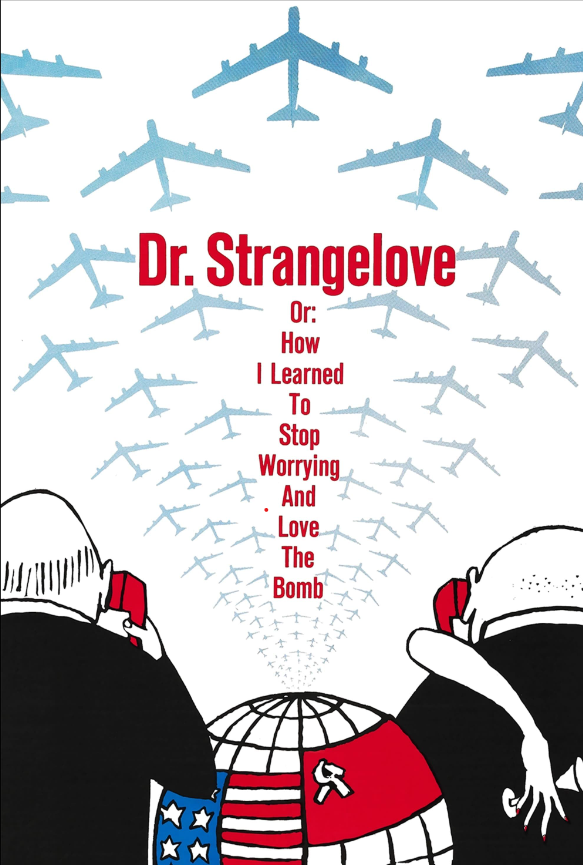 Dr. Strangelove
Or:
How
I Learned
To
Stop
Worrying
And
Love
The
Bomb